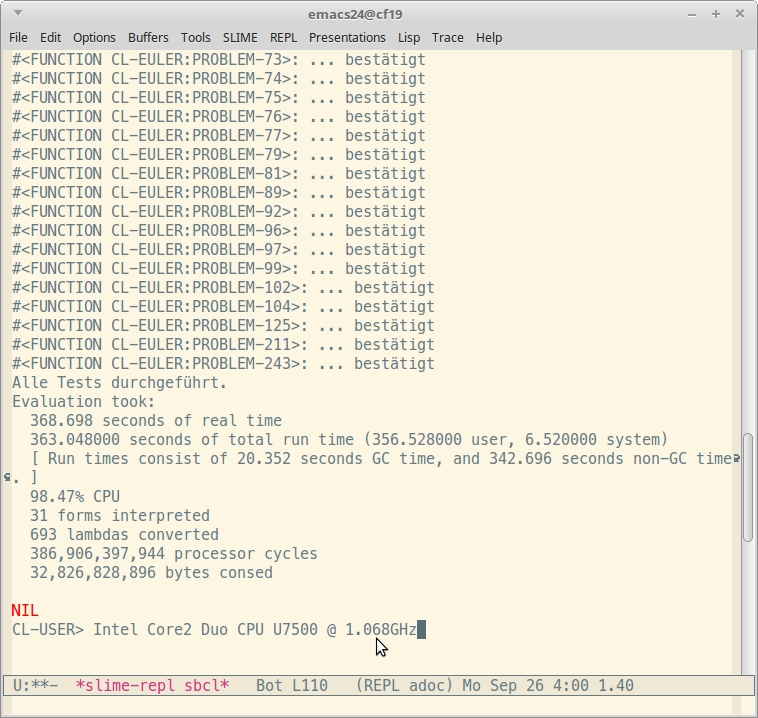 emacs24@cf19
File Edit Options Buffers Tools SLIME REPL Presentations Lisp Trace Help
#<FUNCTION CL-EULER:PROBLEM-73>: ... bestätigt
#<FUNCTION CL-EULER:PROBLEM-74>: ... bestätigt
#<FUNCTION CL-EULER:PROBLEM-75>: ... bestätigt
#<FUNCTION CL-EULER:PROBLEM-76>: ... bestätigt
#<FUNCTION CL-EULER:PROBLEM-77>: ... bestätigt
#<FUNCTION CL-EULER:PROBLEM-79>: ... bestätigt
#<FUNCTION CL-EULER:PROBLEM-81>: ... bestätigt
#<FUNCTION CL-EULER:PROBLEM-89>: ... bestätigt
#<FUNCTION CL-EULER:PROBLEM-92>: ... bestätigt
#<FUNCTION CL-EULER:PROBLEM-96>: ... bestätigt
#<FUNCTION CL-EULER:PROBLEM-97>: ... bestätigt
#<FUNCTION CL-EULER:PROBLEM-99>: ... bestätigt
#<FUNCTION CL-EULER:PROBLEM-102>: ... bestätigt
#<FUNCTION CL-EULER:PROBLEM-104>: ... bestätigt
#<FUNCTION CL-EULER:PROBLEM-125>: ... bestätigt
#<FUNCTION CL-EULER:PROBLEM-211>: ... bestätigt
#<FUNCTION CL-EULER:PROBLEM-243>: ... bestätigt
Alle Tests durchgeführt.
Evaluation took:
  368.698 seconds of real time
  363.048000 seconds of total run time (356.528000 user, 6.520000 system)
  [ Run times consist of 20.352 seconds GC time, and 342.696 seconds non-GC time
. ]
  98.47% CPU
  31 forms interpreted
  693 lambdas converted
  386,906,397,944 processor cycles
  32,826,828,896 bytes consed
NIL
CL-USER> Intel Core2 Duo CPU U7500 @ 1.068GHz
U:**-  *slime-repl sbcl*   Bot L110   (REPL adoc) Mo Sep 26 4:00 1.40